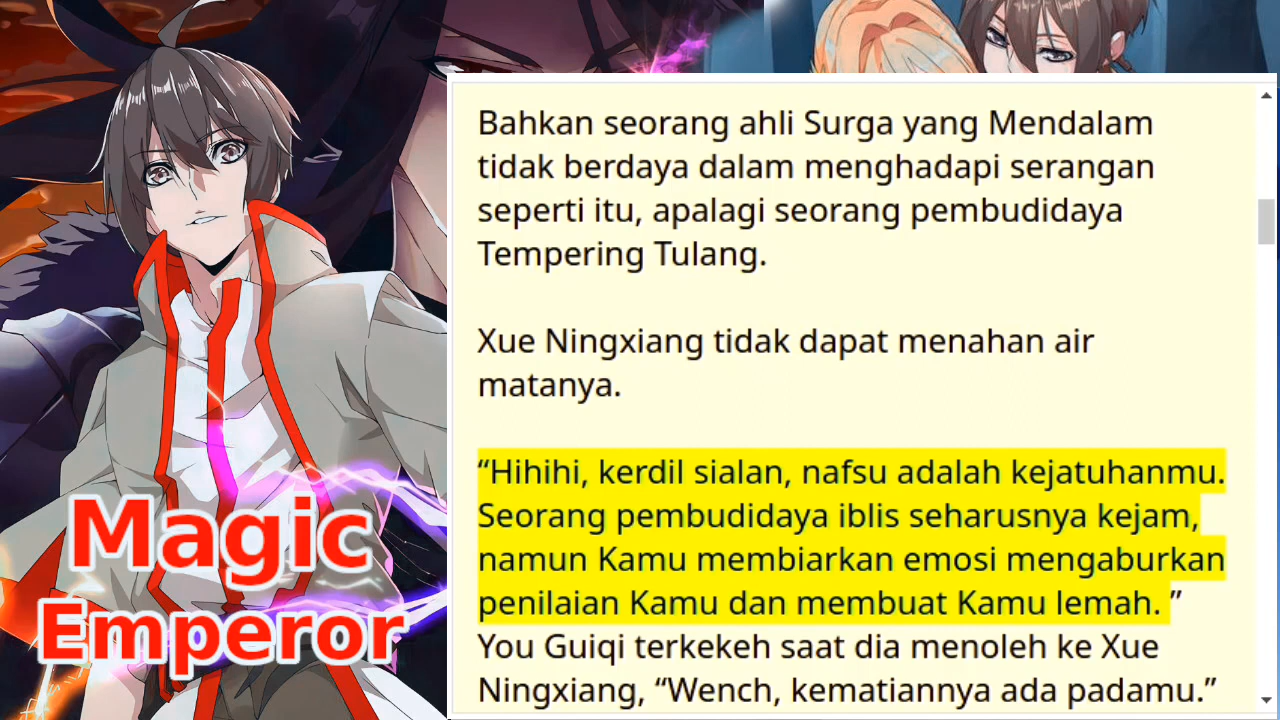 Bahkan seorang ahli Surga yang Mendalam
tidak berdaya dalam menghadapi serangan
seperti itu, apalagi seorang pembudidaya
Tempering Tulang.
Xue Ningxiang tidak dapat menahan air
matanya.
“Hihihi, kerdil sialan, nafsu adalah kejatuhanmu.
Seorang pembudidaya iblis seharusnya kejam,
namun Kamu membiarkan emosi mengaburkan
penilaian Kamu dan membuat Kamu lemah. ”
You Guiqi terkekeh saat dia menoleh ke Xue
Ningxiang, “Wench, kematiannya ada padamu.”
Magic
Emperor